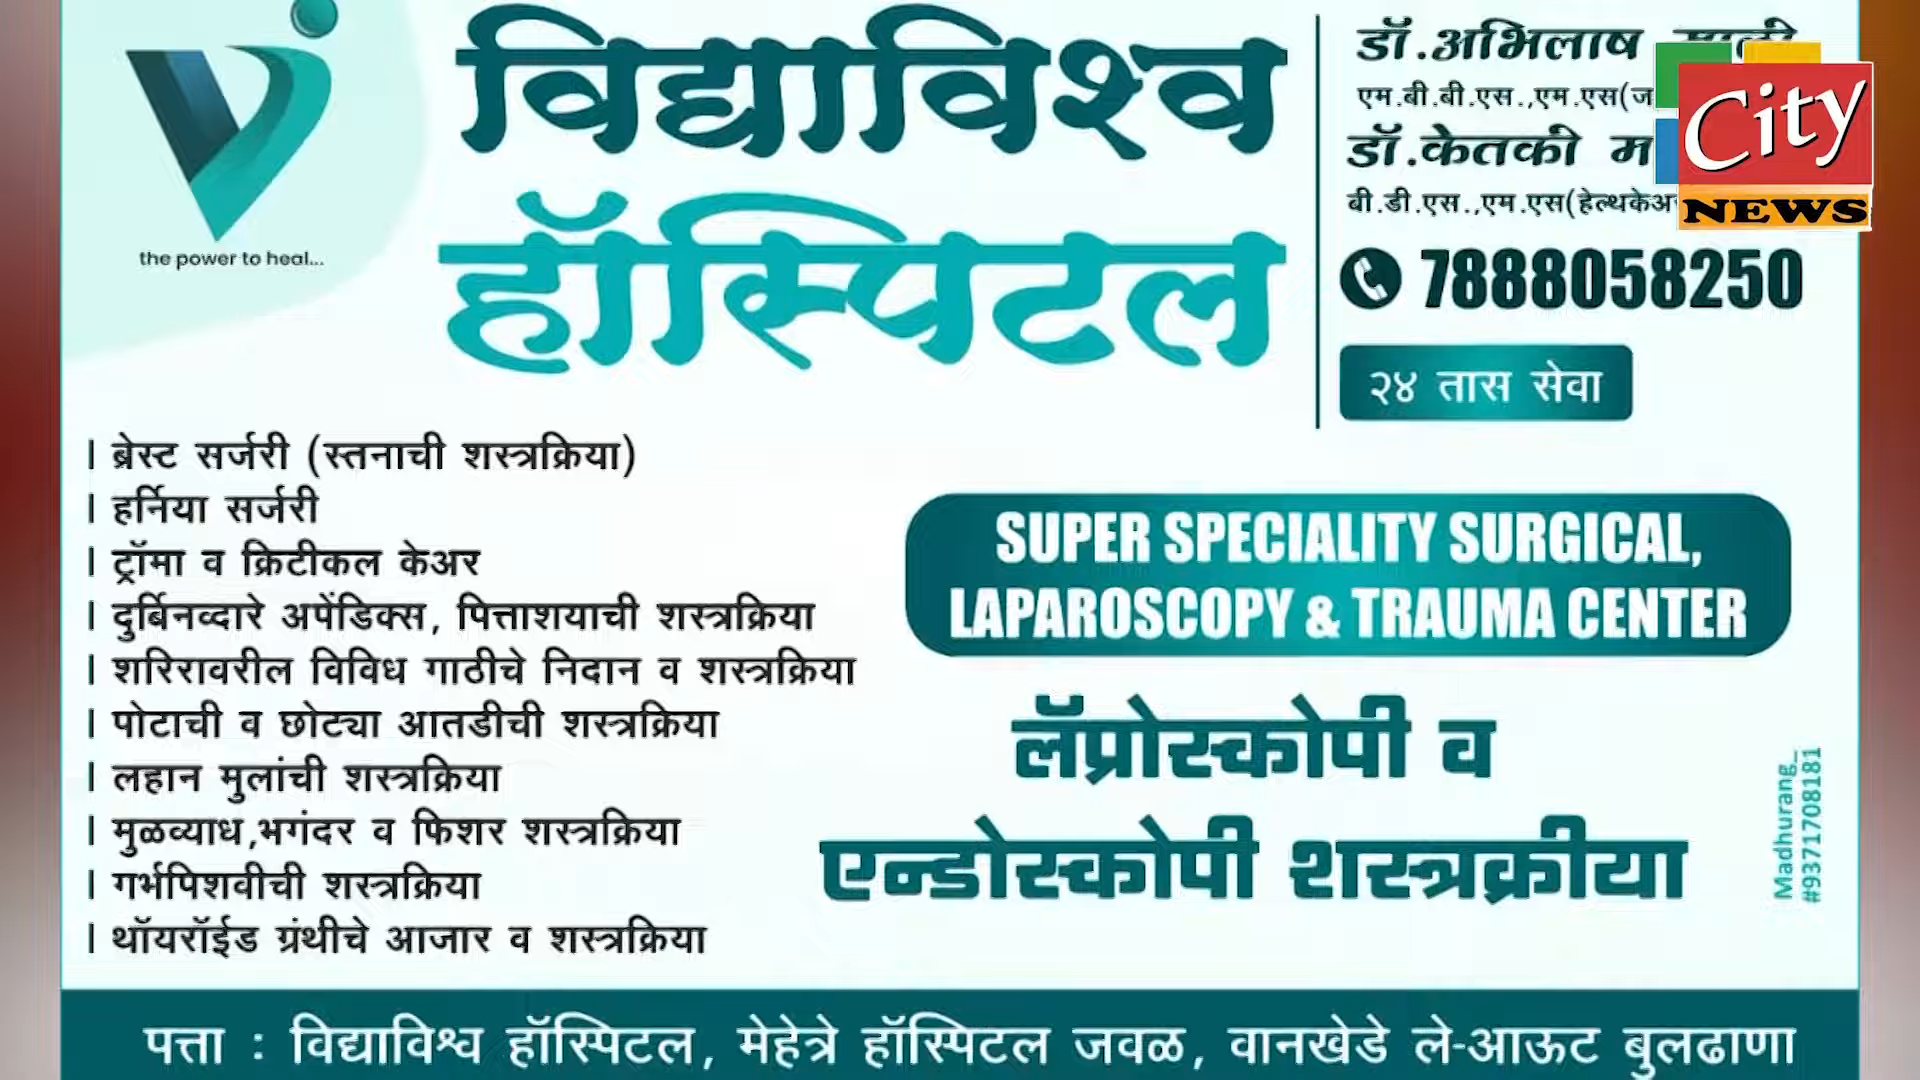 the power to heal...
विद्याविश्व
हॉस्पिटल
डॉ.अभिलाष
एम.बी.बी.एस.,एम.एस(ज
डॉ.केतकी
बी.डी.एस.,एम.एस(हेल्थकेअर
7888058250
२४ तास सेवा
City
NEWS
। ब्रेस्ट सर्जरी (स्तनाची शस्त्रक्रिया)
। हर्निया सर्जरी
। ट्रॉमा व क्रिटीकल केअर
। दुर्बिनव्दारे अपेंडिक्स, पित्ताशयाची शस्त्रक्रिया
। शरिरावरील विविध गाठीचे निदान व शस्त्रक्रिया
। पोटाची व छोट्या आतडीची शस्त्रक्रिया
। लहान मुलांची शस्त्रक्रिया
। मुळव्याध,भगंदर व फिशर शस्त्रक्रिया
। गर्भपिशवीची शस्त्रक्रिया
। थॉयरॉईड ग्रंथीचे आजार व शस्त्रक्रिया
SUPER SPECIALITY SURGICAL,
LAPAROSCOPY & TRAUMA CENTER
लॅप्रोस्कोपी व
एन्डोस्कोपी शस्त्रक्रीया
Madhurang_
#9371708181
पत्ता : विद्याविश्व हॉस्पिटल, मेहेत्रे हॉस्पिटल जवळ, वानखेडे ले-आऊट बुलढाणा